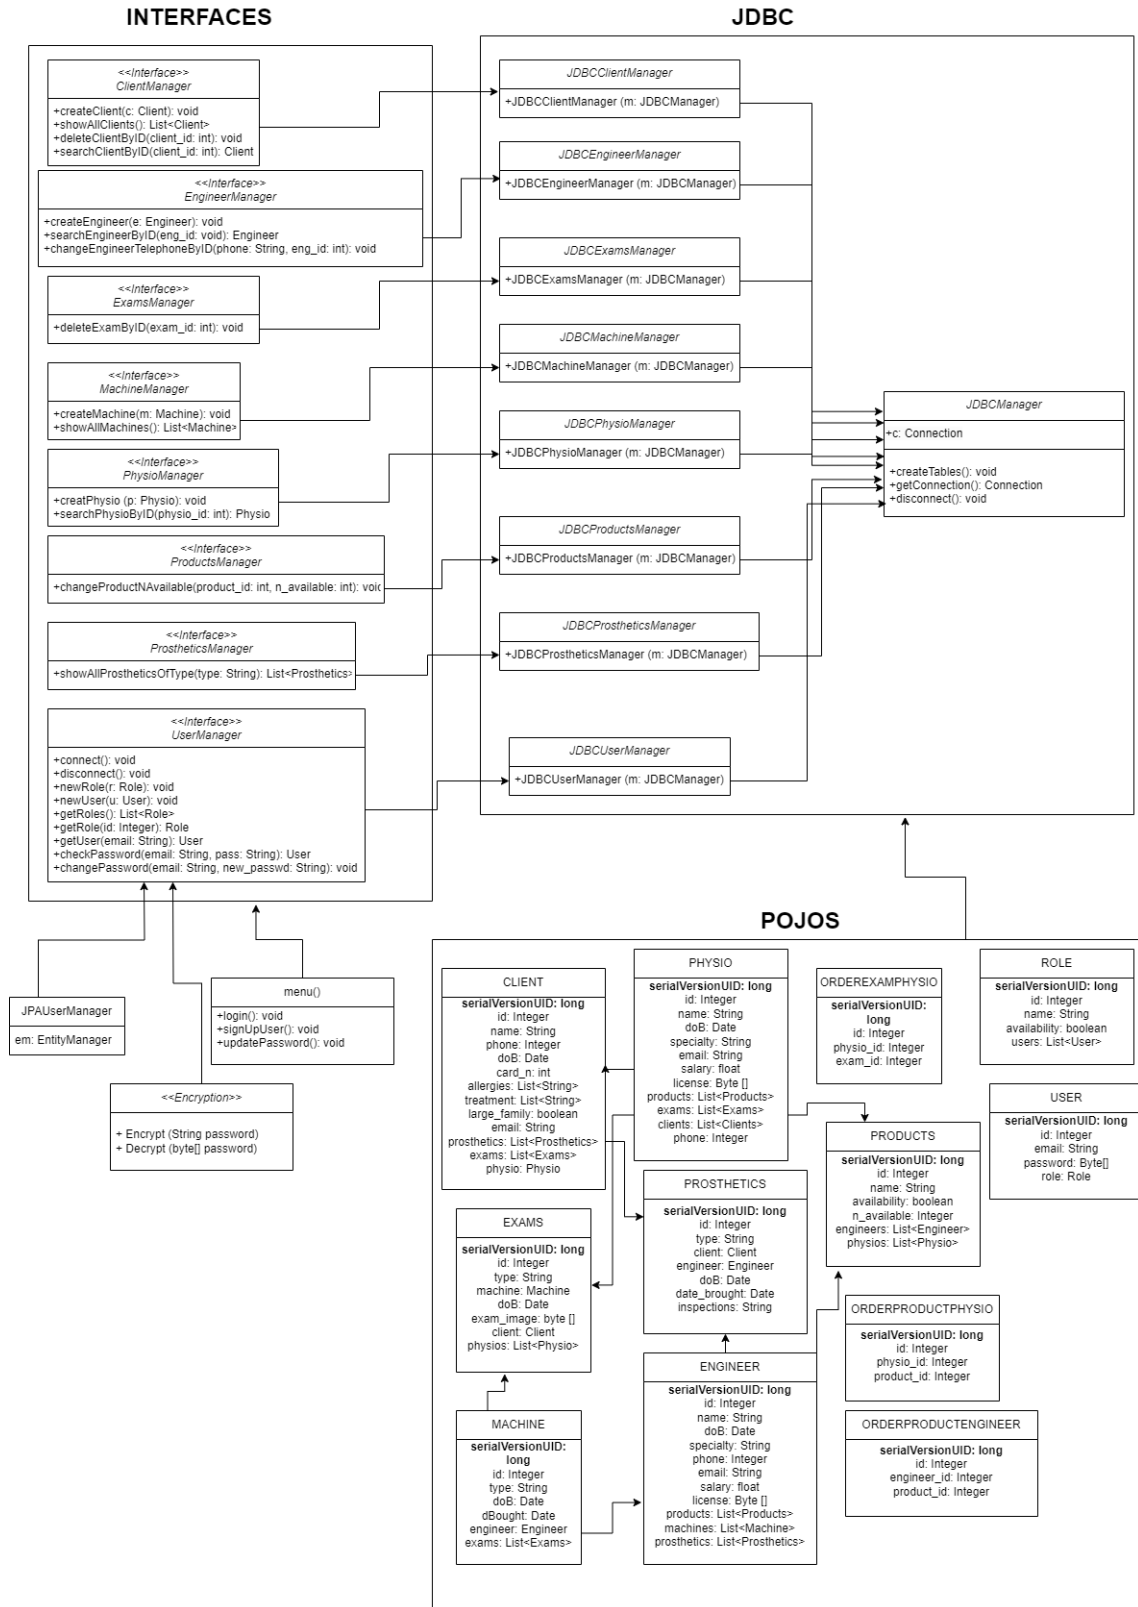 INTERFACES
<<Interface>>
ClientManager
+createClient(c: Client): void
+showAllClients(): List<Client>
+deleteClientByID(client_id: int): void
+searchClientByID(client_id: int): Client
<<Interface>>
EngineerManager
+createEngineer(e: Engineer): void
+searchEngineerByID(eng_id: void): Engineer
+changeEngineerTelephoneByID(phone: String, eng_id: int): void
<<Interface>>
ExamsManager
+deleteExamByID(exam_id: int): void
<<Interface>>
MachineManager
+createMachine(m: Machine): void
+showAllMachines(): List<Machine>
<<Interface>>
PhysioManager
+creatPhysio (p: Physio): void
+searchPhysioByID(physio_id: int): Physio
<<Interface>>
ProductsManager
+changeProductNAvailable(product_id: int, n_available: int): void
<<Interface>>
ProstheticsManager
+showAllProstheticsOfType(type: String): List<Prosthetics>
<<Interface>>
UserManager
+connect(): void
+disconnect(): void
+newRole(r: Role): void
+newUser(u: User): void
+getRoles(): List<Role>
+getRole(id: Integer): Role
+getUser(email: String): User
+checkPassword(email: String, pass: String): User
+changePassword(email: String, new_passwd: String): void
JPAUserManager
em: EntityManager
menu()
+login(): void
+signUpUser(): void
+updatePassword(): void
<<Encryption>>
+ Encrypt (String password)
+ Decrypt (byte[] password)
JDBC
JDBCClientManager
+JDBCClientManager (m: JDBCManager)
JDBCEngineerManager
+JDBCEngineerManager (m: JDBCManager)
JDBCExamsManager
+JDBCExamsManager (m: JDBCManager)
JDBCMachineManager
+JDBCMachineManager (m: JDBCManager)
JDBCPhysioManager
+JDBCPhysioManager (m: JDBCManager)
JDBCProductsManager
+JDBCProductsManager (m: JDBCManager)
JDBCProstheticsManager
+JDBCProstheticsManager (m: JDBCManager)
JDBCUserManager
+JDBCUserManager (m: JDBCManager)
JDBCManager
+c: Connection
+createTables(): void
+getConnection(): Connection
+disconnect(): void
POJOS
CLIENT
serialVersionUID: long
id: Integer
name: String
phone: Integer
doB: Date
card_n: int
allergies: List<String>
treatment: List<String>
large_family: boolean
email: String
prosthetics: List<Prosthetics>
exams: List<Exams>
physio: Physio
PHYSIO
serialVersionUID: long
id: Integer
name: String
doB: Date
specialty: String
email: String
salary: float
license: Byte []
products: List<Products>
exams: List<Exams>
clients: List<Clients>
phone: Integer
ORDEREXAMPHYSIO
serialVersionUID:
long
id: Integer
physio_id: Integer
exam_id: Integer
ROLE
serialVersionUID: long
id: Integer
name: String
availability: boolean
users: List<User>
USER
serialVersionUID: long
id: Integer
email: String
password: Byte[]
role: Role
PRODUCTS
serialVersionUID: long
id: Integer
name: String
availability: boolean
n_available: Integer
engineers: List<Engineer>
physios: List<Physio>
PROSTHETICS
serialVersionUID: long
id: Integer
type: String
client: Client
engineer: Engineer
doB: Date
date_brought: Date
inspections: String
EXAMS
serialVersionUID: long
id: Integer
type: String
machine: Machine
doB: Date
exam_image: byte []
client: Client
physios: List<Physio>
ORDERPRODUCTPHYSIO
serialVersionUID: long
id: Integer
physio_id: Integer
product_id: Integer
ENGINEER
serialVersionUID: long
id: Integer
name: String
doB: Date
specialty: String
phone: Integer
email: String
salary: float
license: Byte []
products: List<Products>
machines: List<Machine>
prosthetics: List<Prosthetics>
MACHINE
serialVersionUID:
long
id: Integer
type: String
doB: Date
dBought: Date
engineer: Engineer
exams: List<Exams>
ORDERPRODUCTENGINEER
serialVersionUID: long
id: Integer
engineer_id: Integer
product_id: Integer